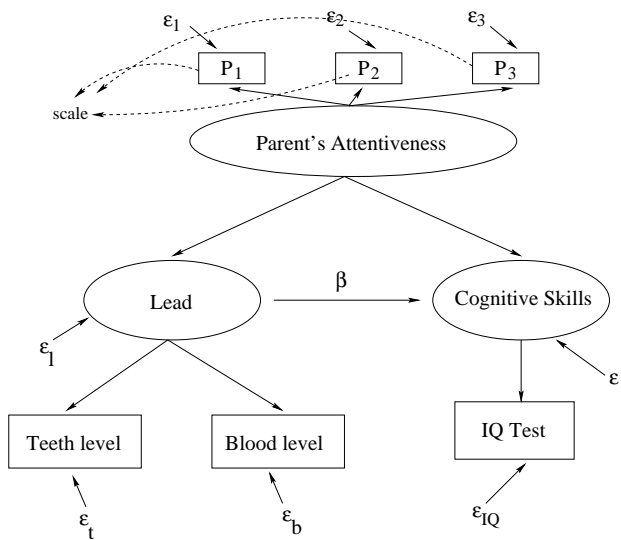 ε1 ε2 ε3
P1 P2 P3
scale
Parent's Attentiveness
β
Lead Cognitive Skills
εl
ε
Teeth level Blood level IQ Test
εt εb εIQ